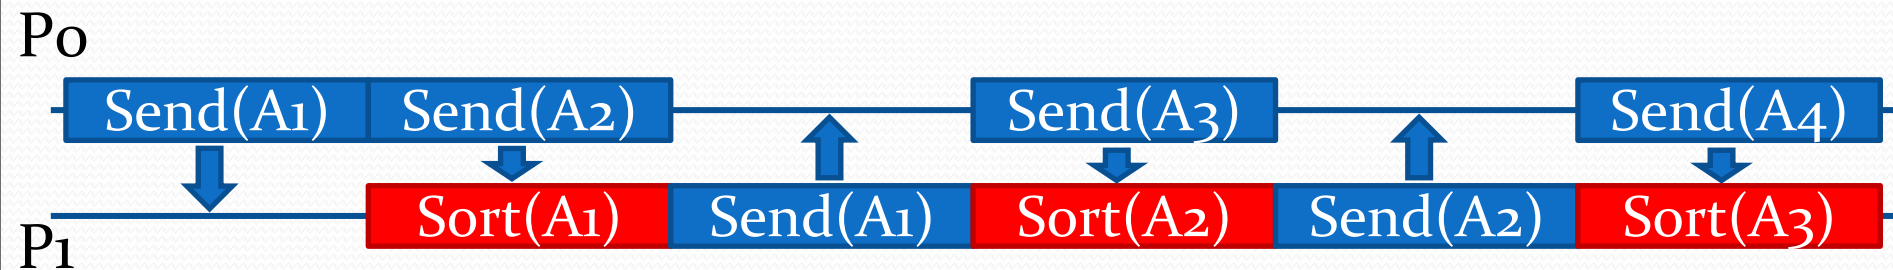 P0
Send(A1) Send(A2) Send(A3) Send(A4)
Sort(A1) Send(A1) Sort(A2) Send(A2) Sort(A3)
P1